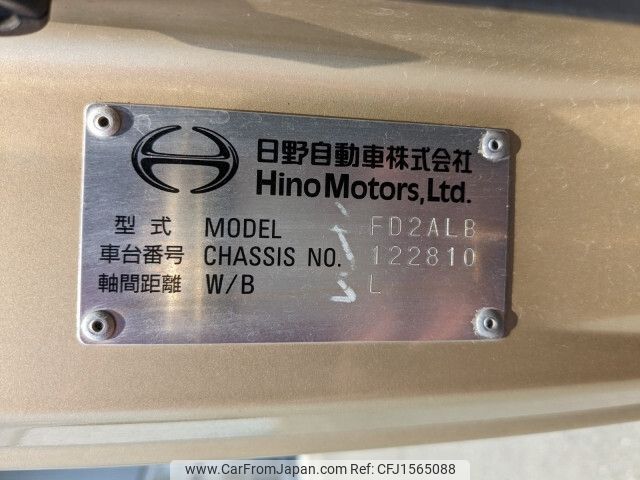 日野自動車株式会社
Hino Motors, Ltd.
型式 MODEL FD2ALB
車台番号 CHASSIS NO. 122810
軸間距離 W/B L
www.CarFromJapan.com - CFJ1565088